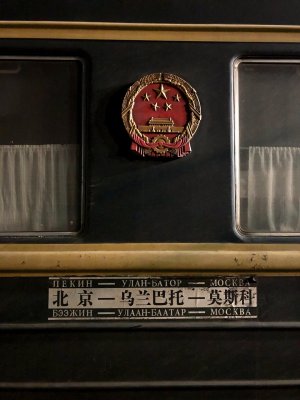 ПЕКИН — УЛАН-БАТОР — МОСКВА
北京—乌兰巴托—莫斯科
БЭЭЖИН — УЛААН-БААТАР — МОСКВА